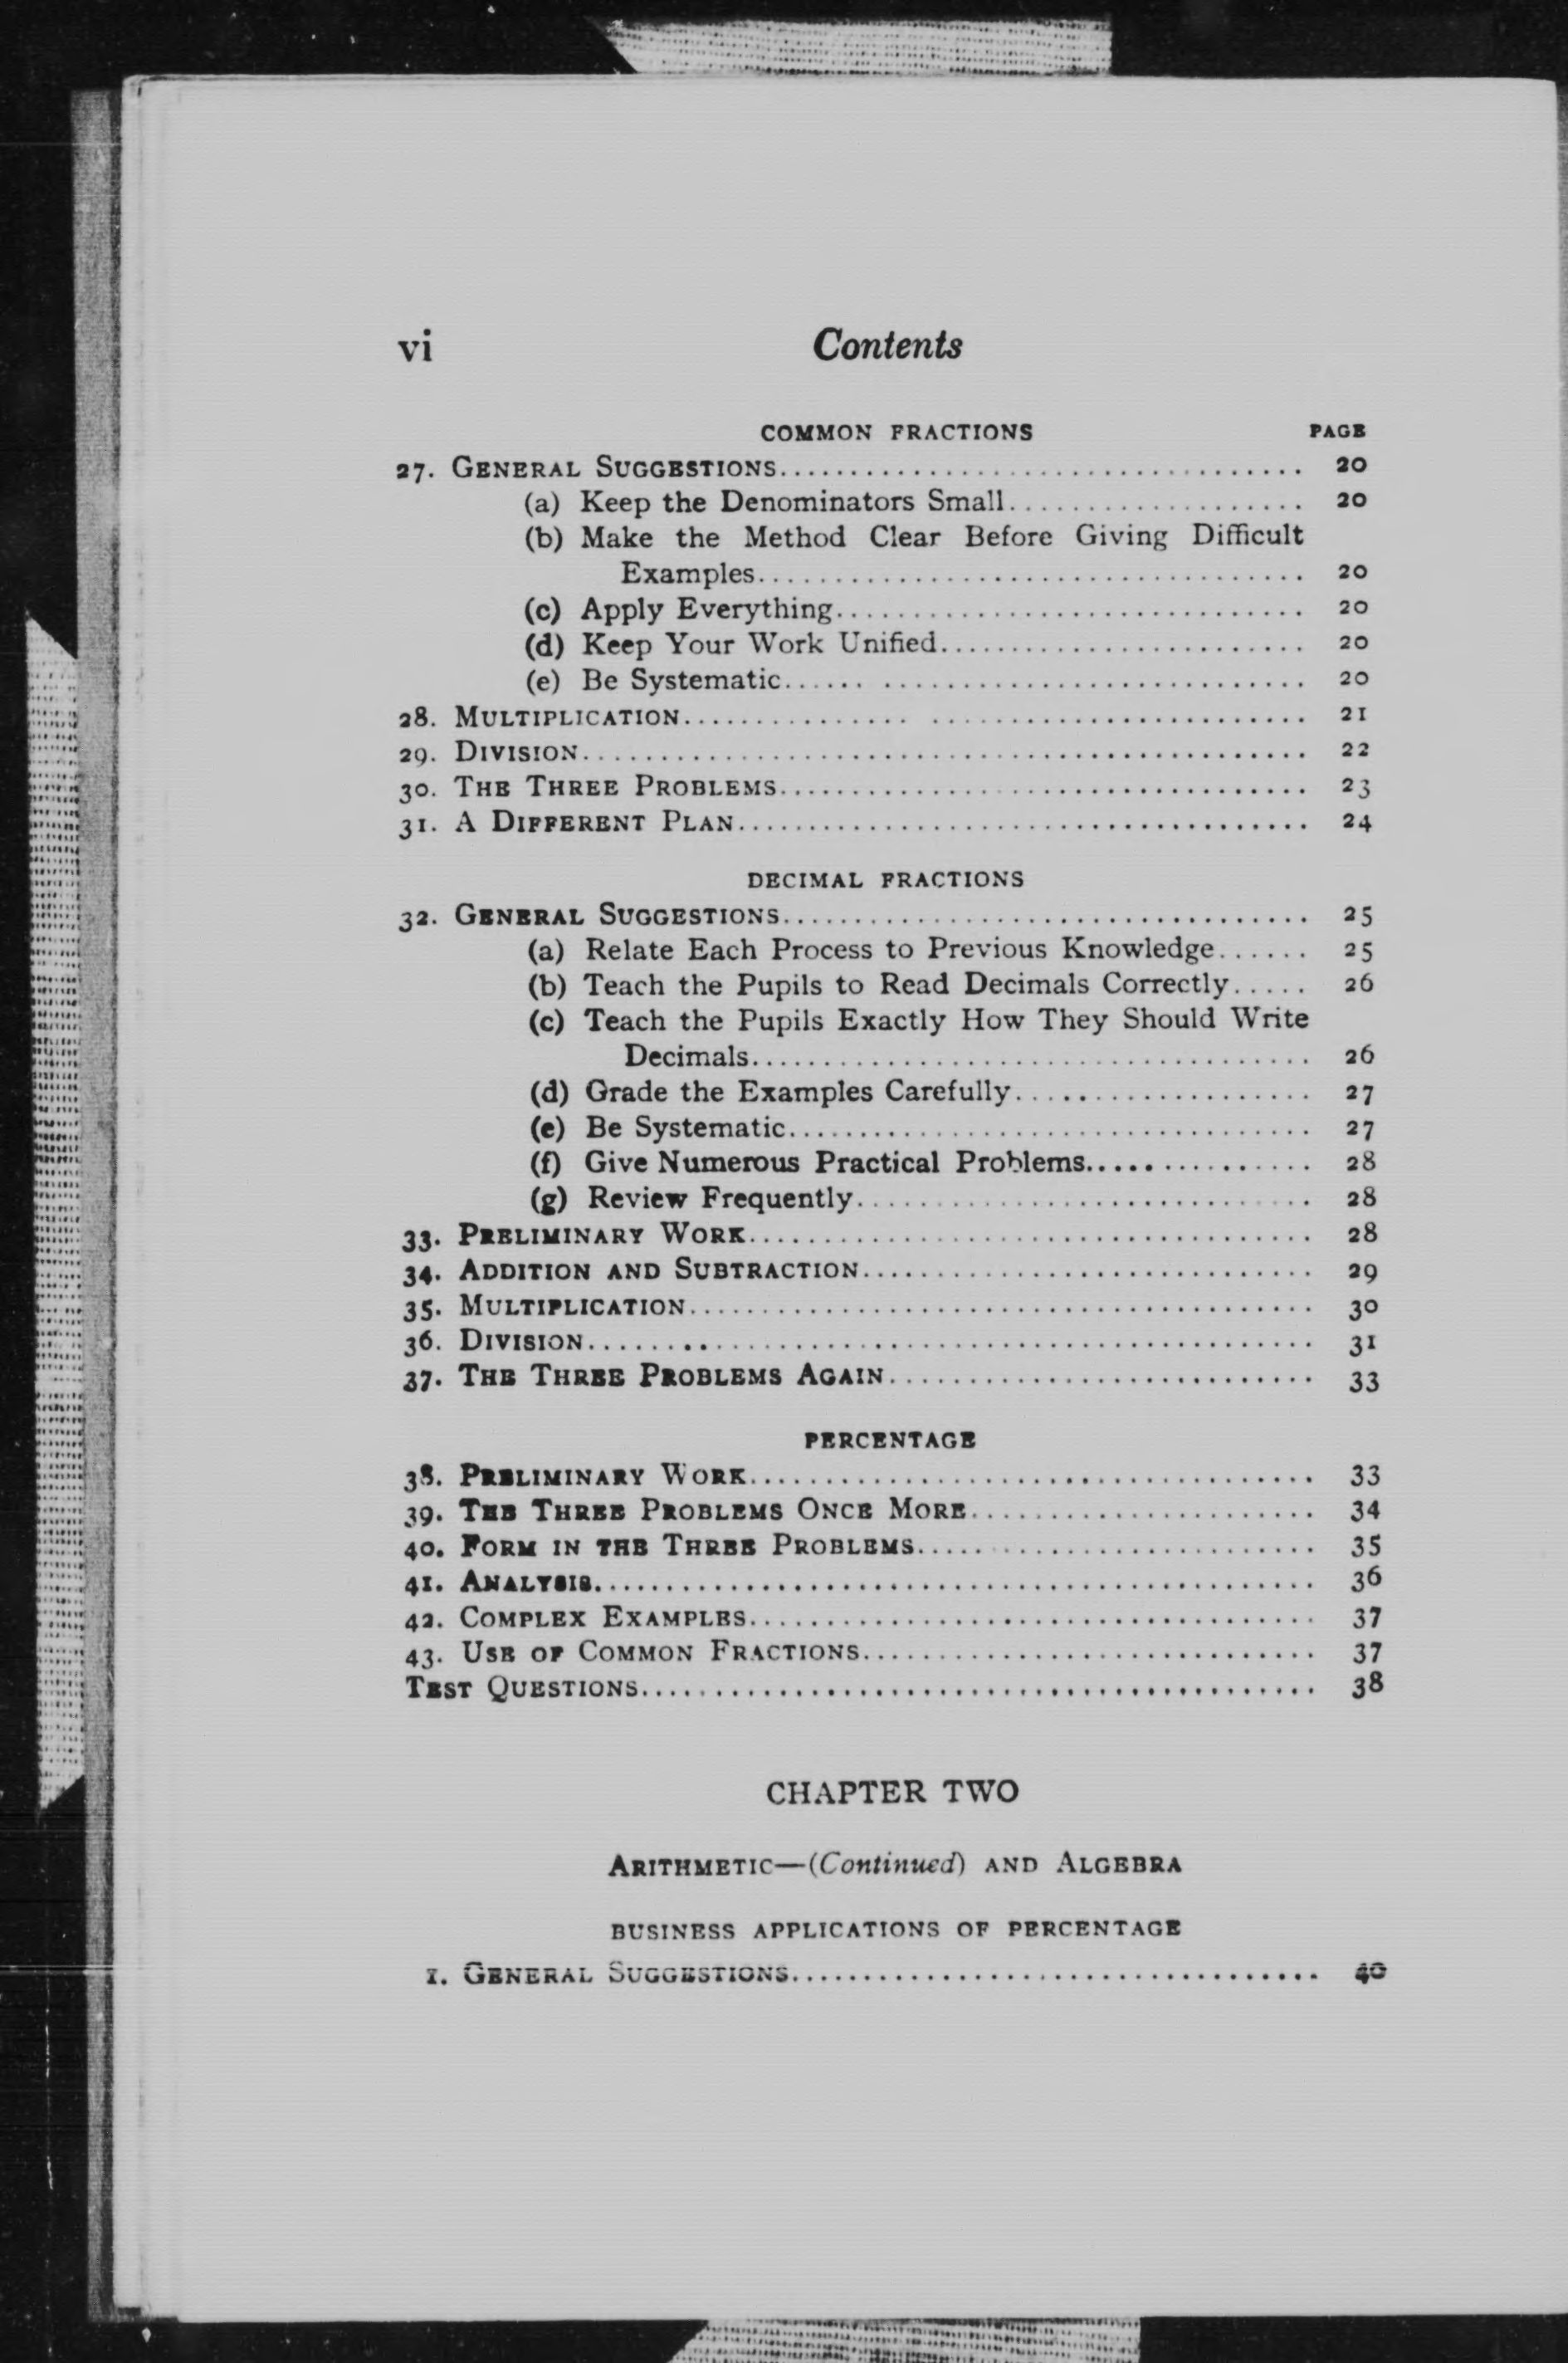 vi Contents
COMMON FRACTIONS PAGE
27. GENERAL SUGGESTIONS 20
(a) Keep the Denominators Small 20
(b) Make the Method Clear Before Giving Difficult
Examples 20
(c) Apply Everything 20
(d) Keep Your Work Unified 20
(e) Be Systematic 20
28. MULTIPLICATION 21
29. DIVISION 22
30. THE THREE PROBLEMS 23
31. A DIFFERENT PLAN 24
DECIMAL FRACTIONS
32. GENERAL SUGGESTIONS 25
(a) Relate Each Process to Previous Knowledge 25
(b) Teach the Pupils to Read Decimals Correctly 26
(c) Teach the Pupils Exactly How They Should Write
Decimals 26
(d) Grade the Examples Carefully 27
(e) Be Systematic 27
(f) Give Numerous Practical Problems 28
(g) Review Frequently 28
33. PRELIMINARY WORK 28
34. ADDITION AND SUBTRACTION 29
35. MULTIPLICATION 30
36. DIVISION 31
37. THE THREE PROBLEMS AGAIN 33
PERCENTAGE
38. PRELIMINARY WORK 33
39. THE THREE PROBLEMS ONCE MORE 34
40. FORM IN THE THREE PROBLEMS 35
41. ANALYSIS 36
42. COMPLEX EXAMPLES 37
43. USE OF COMMON FRACTIONS 37
TEST QUESTIONS 38
CHAPTER TWO
ARITHMETIC—(Continued) AND ALGEBRA
BUSINESS APPLICATIONS OF PERCENTAGE
1. GENERAL SUGGESTIONS 40